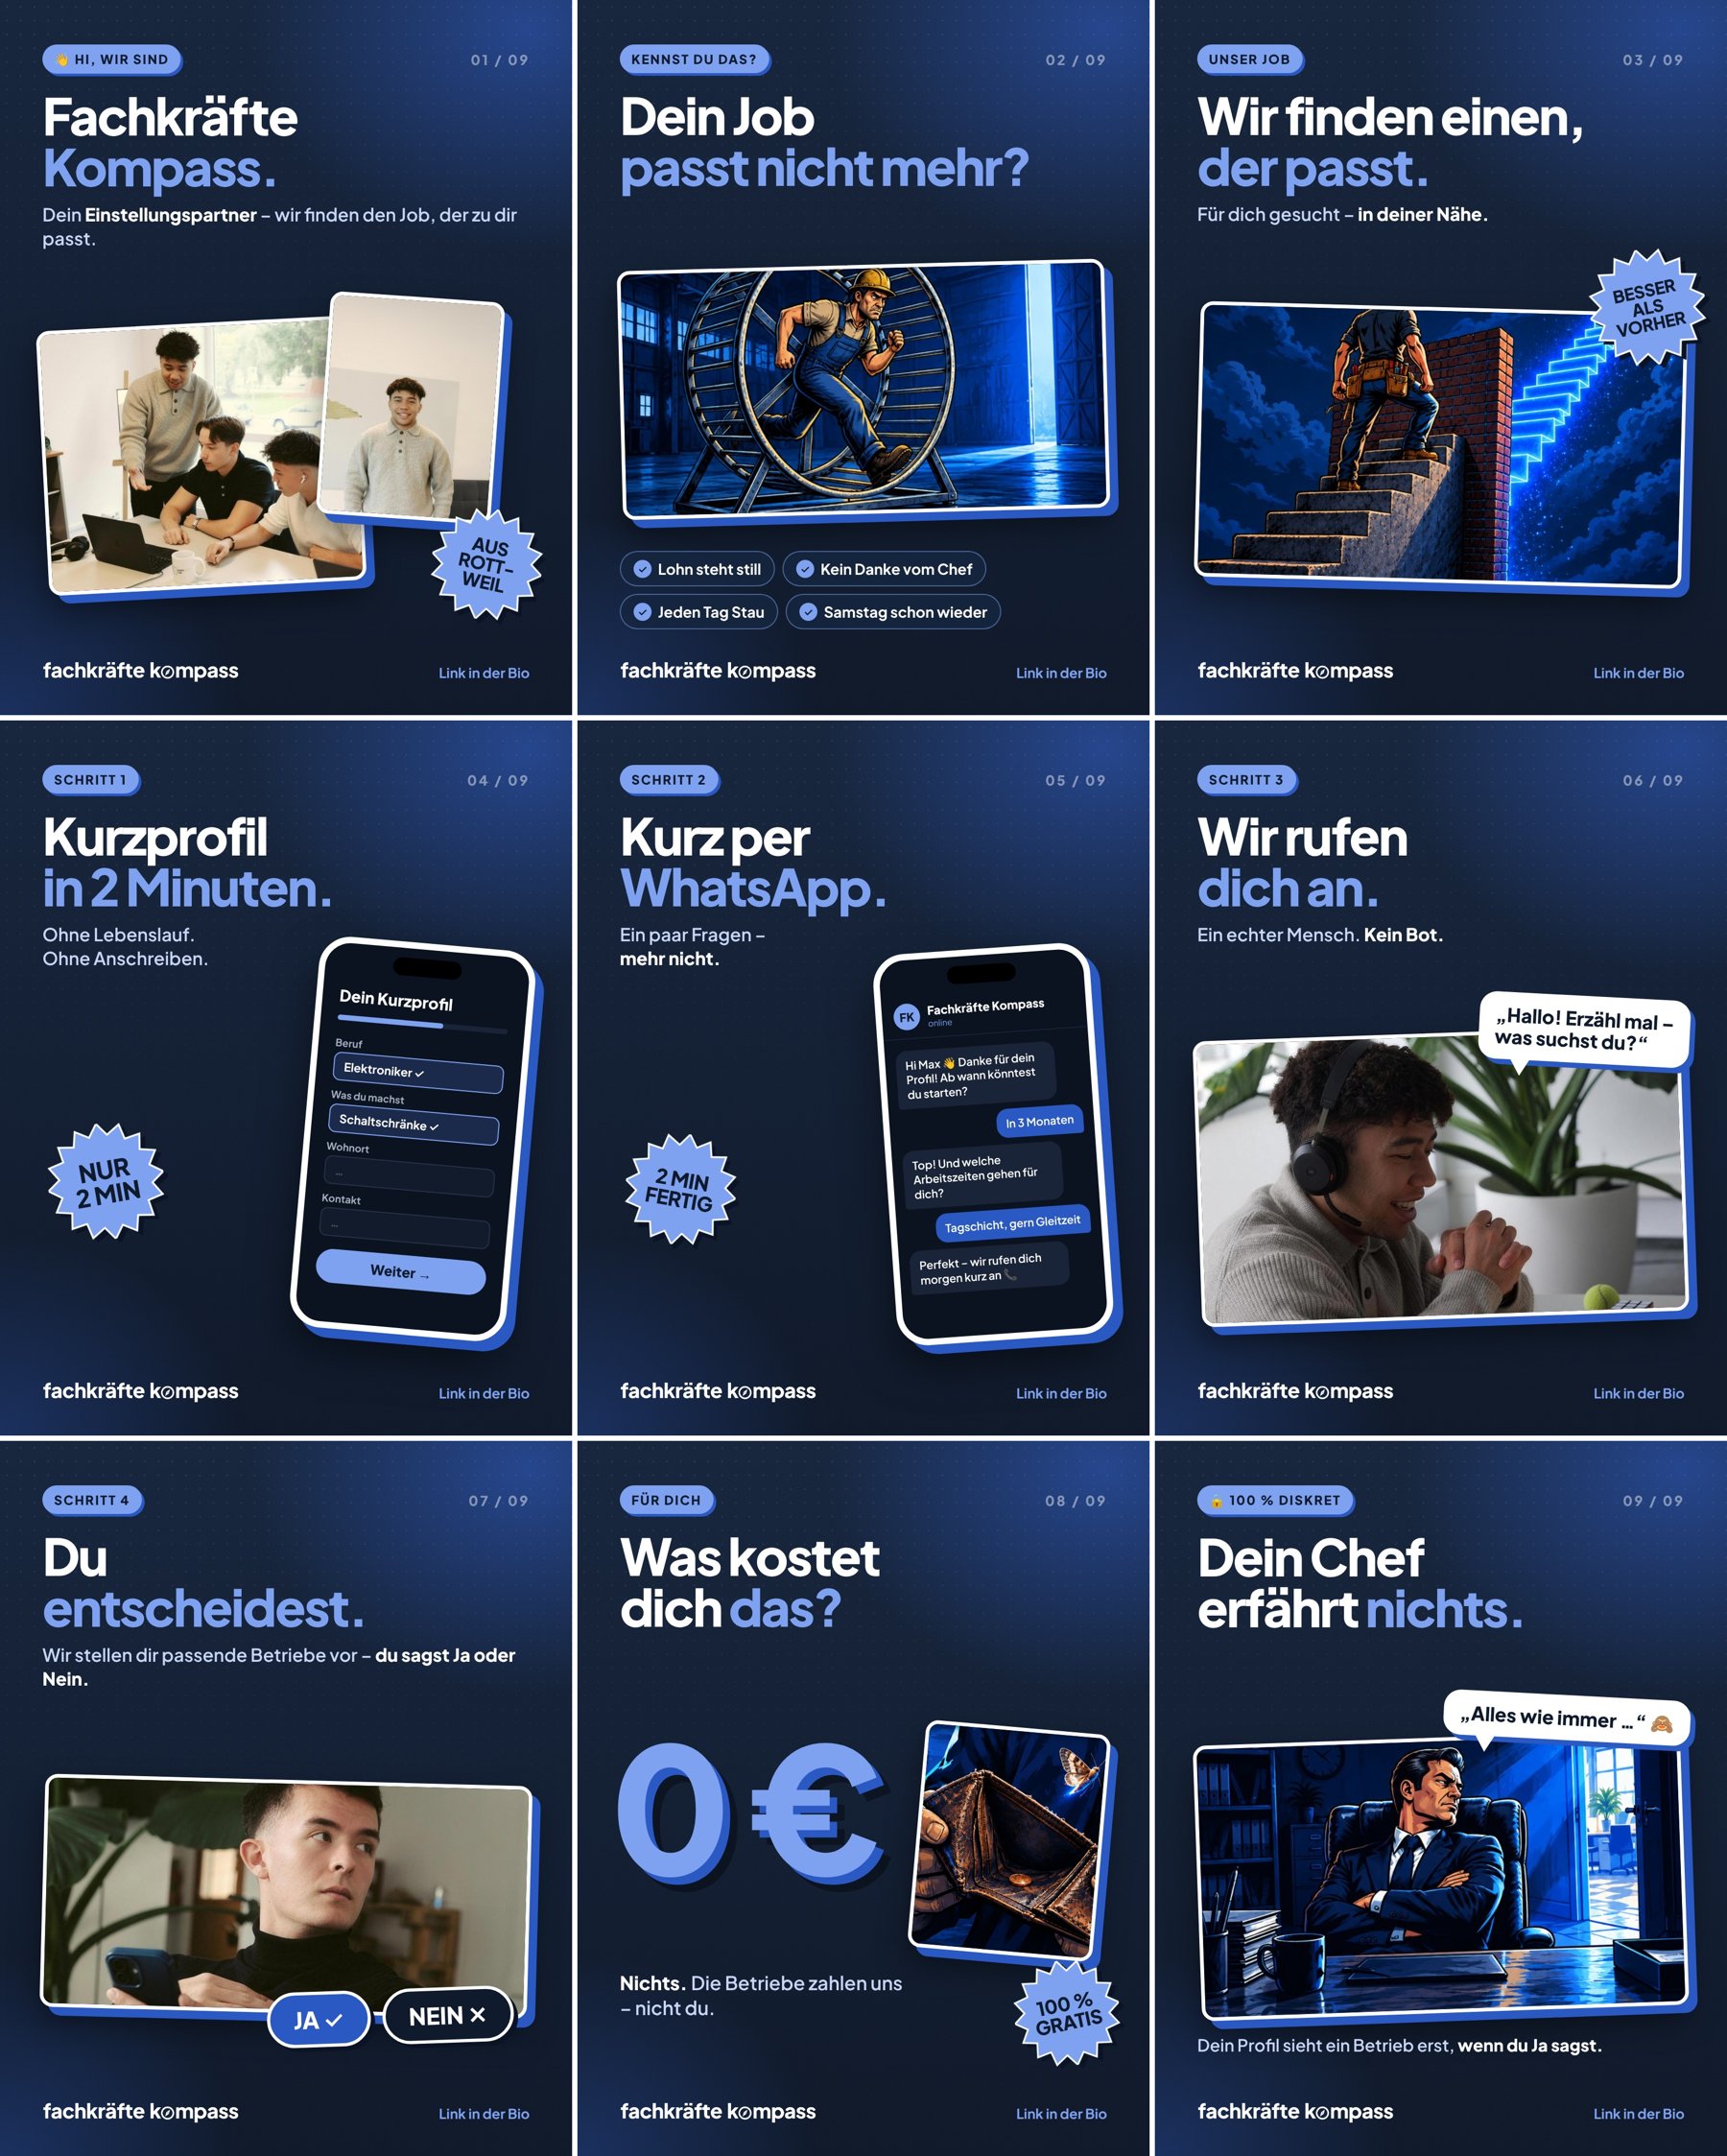 👋 HI, WIR SIND
01 / 09
Fachkräfte
Kompass.
Dein Einstellungspartner – wir finden den Job, der zu dir
passt.
AUS
ROTT-
WEIL
fachkräfte kompass
Link in der Bio
KENNST DU DAS?
02 / 09
Dein Job
passt nicht mehr?
Lohn steht still
Kein Danke vom Chef
Jeden Tag Stau
Samstag schon wieder
fachkräfte kompass
Link in der Bio
UNSER JOB
03 / 09
Wir finden einen,
der passt.
Für dich gesucht – in deiner Nähe.
BESSER
ALS
VORHER
fachkräfte kompass
Link in der Bio
SCHRITT 1
04 / 09
Kurzprofil
in 2 Minuten.
Ohne Lebenslauf.
Ohne Anschreiben.
Dein Kurzprofil
Beruf
Elektroniker ✓
Was du machst
Schaltschränke ✓
Wohnort
...
Kontakt
...
Weiter →
NUR
2 MIN
fachkräfte kompass
Link in der Bio
SCHRITT 2
05 / 09
Kurz per
WhatsApp.
Ein paar Fragen –
mehr nicht.
FK
Fachkräfte Kompass
online
Hi Max 👋 Danke für dein
Profil! Ab wann könntest
du starten?
In 3 Monaten
Top! Und welche
Arbeitszeiten gehen für
dich?
Tagschicht, gern Gleitzeit
Perfekt – wir rufen dich
morgen kurz an 📞
2 MIN
FERTIG
fachkräfte kompass
Link in der Bio
SCHRITT 3
06 / 09
Wir rufen
dich an.
Ein echter Mensch. Kein Bot.
„Hallo! Erzähl mal –
was suchst du?“
fachkräfte kompass
Link in der Bio
SCHRITT 4
07 / 09
Du
entscheidest.
Wir stellen dir passende Betriebe vor – du sagst Ja oder
Nein.
JA ✓
NEIN ✕
fachkräfte kompass
Link in der Bio
FÜR DICH
08 / 09
Was kostet
dich das?
0 €
Nichts. Die Betriebe zahlen uns
– nicht du.
100 %
GRATIS
fachkräfte kompass
Link in der Bio
🔒 100 % DISKRET
09 / 09
Dein Chef
erfährt nichts.
„Alles wie immer ...“ 🙈
Dein Profil sieht ein Betrieb erst, wenn du Ja sagst.
fachkräfte kompass
Link in der Bio